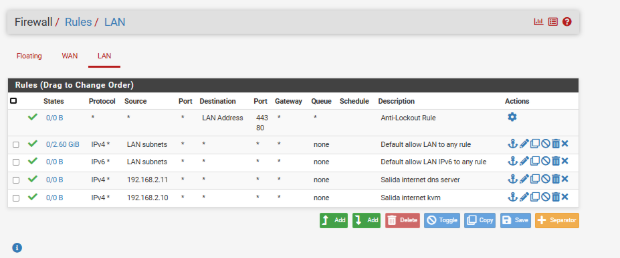 Firewall / Rules / LAN
Floating WAN LAN
Rules (Drag to Change Order)
States Protocol Source Port Destination Port Gateway Queue Schedule Description Actions
0/0 B * * * LAN Address 443 80 * * Anti-Lockout Rule
0/2.60 GiB IPv4 * LAN subnets * * * * none Default allow LAN to any rule
0/0 B IPv6 * LAN subnets * * * * none Default allow LAN IPv6 to any rule
0/0 B IPv4 * 192.168.2.11 * * * * none Salida internet dns server
0/0 B IPv4 * 192.168.2.10 * * * * none Salida internet kvm
Add Add Delete Toggle Copy Save Separator